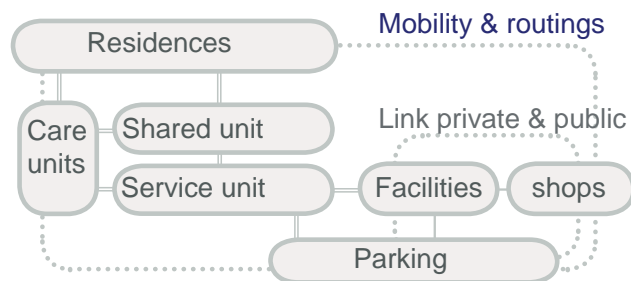 Mobility & routings
Residences
Link private & public
Care
units
Shared unit
Service unit
Facilities
shops
Parking